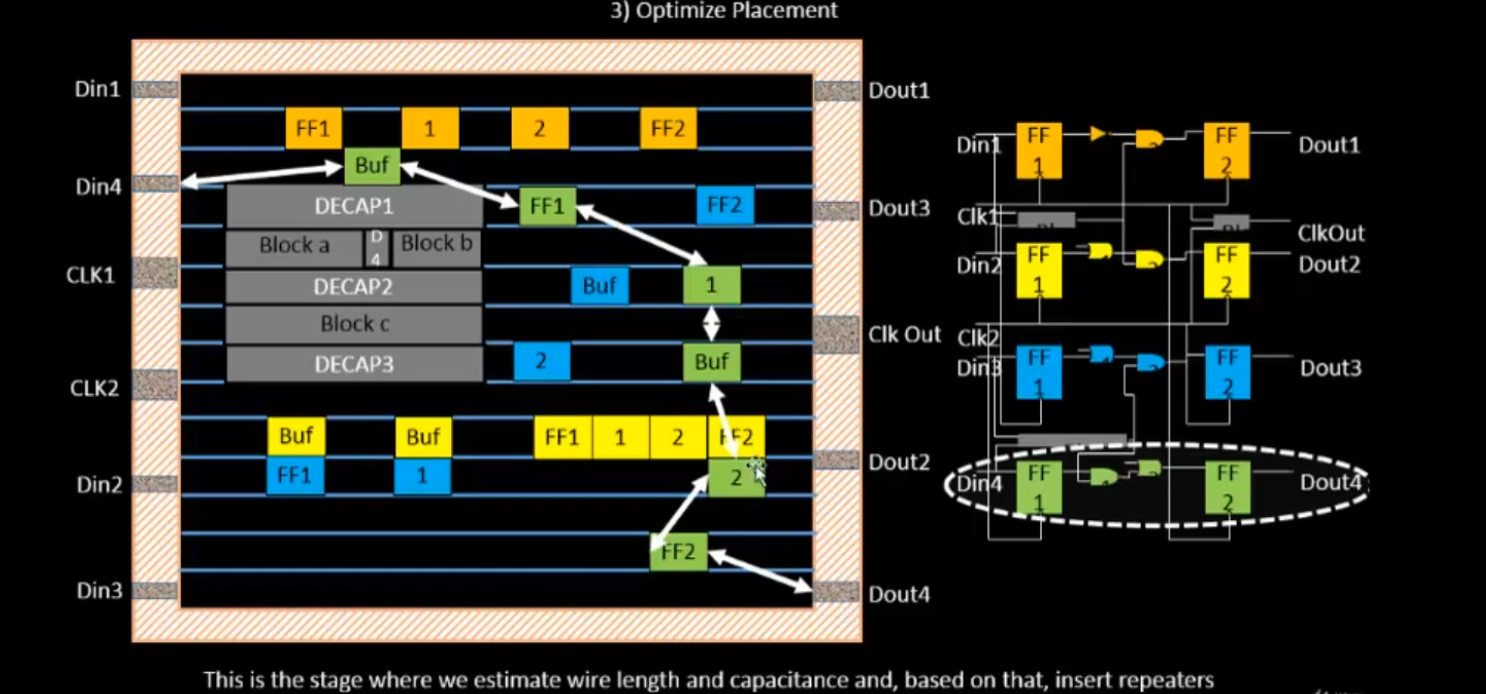 3) Optimize Placement
Din1
Dout1
FF1 1 2 FF2
Buf
Din4
DECAP1
FF1
FF2
Dout3
Block a
D
4
Block b
CLK1
DECAP2
Buf
1
Block c
Clk Out
DECAP3
2
Buf
CLK2
Buf
Buf
FF1 1 2 FF2
FF1
1
2
Dout2
Din2
FF2
Din3
Dout4
Din1
FF
1
2
FF
2
Dout1
Clk1
ClkOut
Din2
FF
1
2
FF
2
Dout2
Clk2
Din3
FF
1
FF
2
Dout3
Din4
FF
1
FF
2
Dout4
This is the stage where we estimate wire length and capacitance and, based on that, insert repeaters